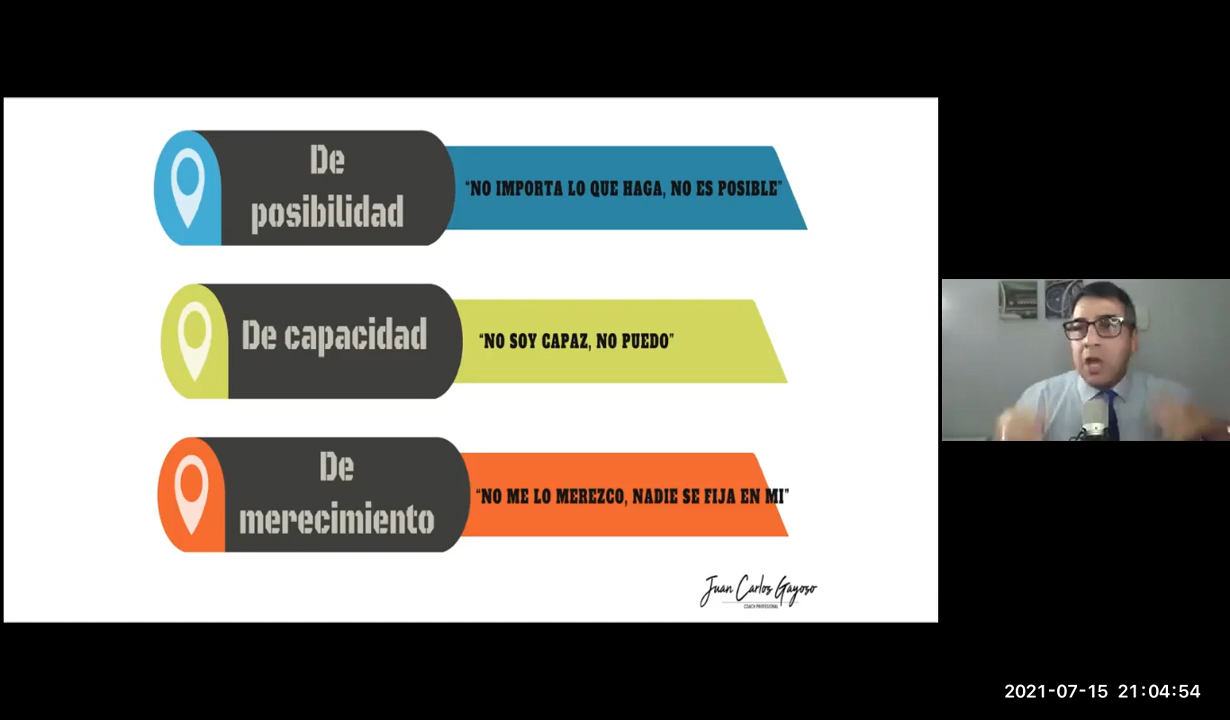 De
posibilidad
“NO IMPORTA LO QUE HAGA, NO ES POSIBLE”
De capacidad
“NO SOY CAPAZ, NO PUEDO”
De
merecimiento
“NO ME LO MEREZCO, NADIE SE FIJA EN MI”
Juan Carlos Gayoso
COACH PROFESIONAL
2021-07-15 21:04:54